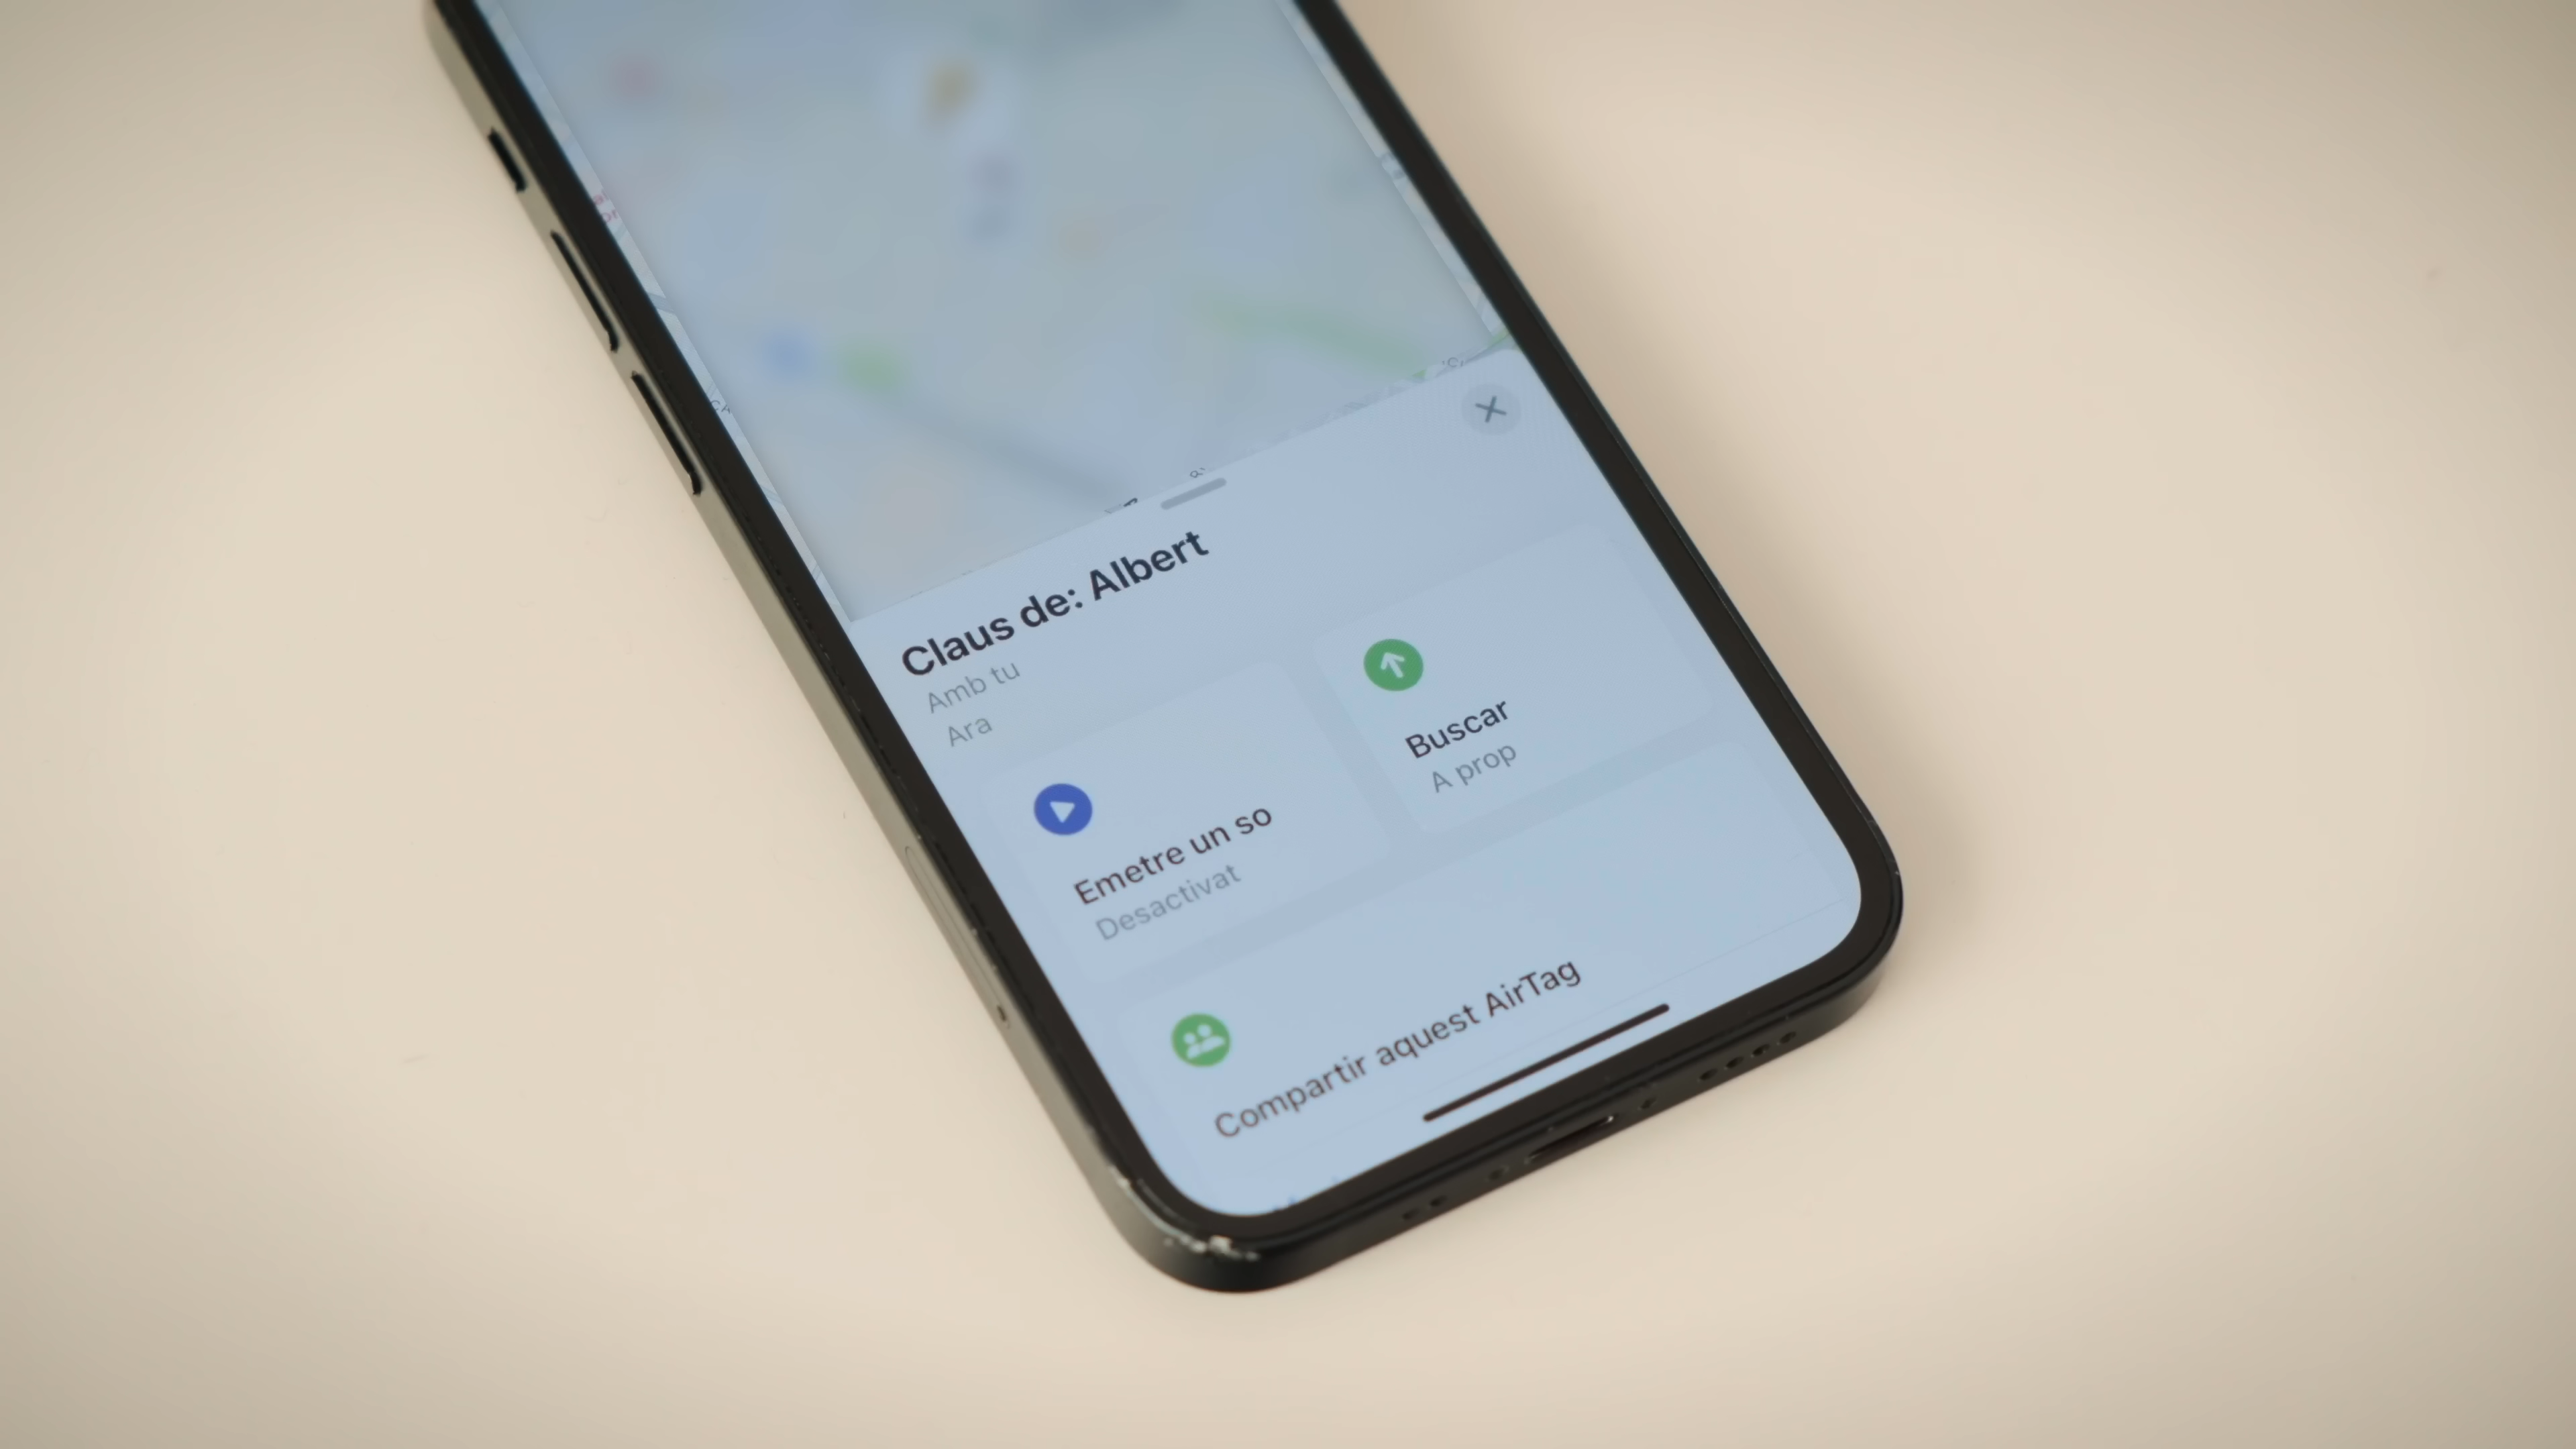 Claus de: Albert
Amb tu
Ara
Emetre un so
Desactivat
Buscar
A prop
Compartir aquest AirTag